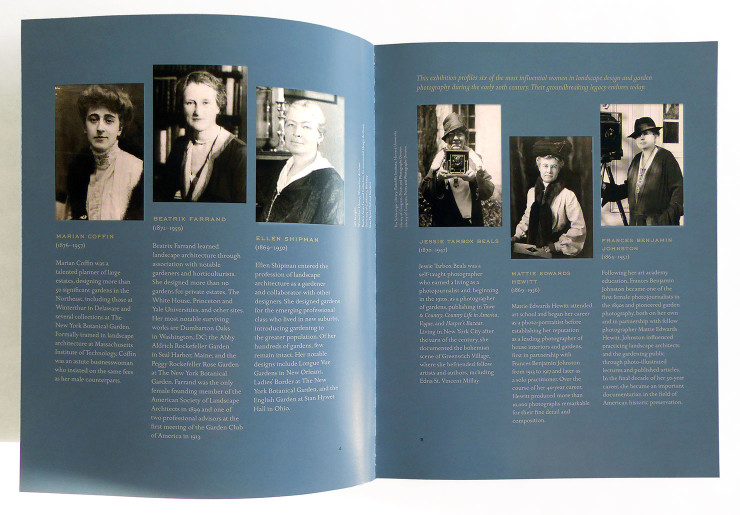 MARIAN COFFIN
(1876–1957)
Marian Coffin was a
talented planner of large
estates, designing more than
50 significant gardens in the
Northeast, including those at
Winterthur in Delaware and
several collections at The
New York Botanical Garden.
Formally trained in landscape
architecture at Massachusetts
Institute of Technology, Coffin
was an astute businesswoman
who insisted on the same fees
as her male counterparts.
BEATRIX FARRAND
(1872–1959)
Beatrix Farrand learned
landscape architecture through
association with notable
gardeners and horticulturists.
She designed more than 110
gardens for private estates, The
White House, Princeton and
Yale Universities, and other sites.
Her most notable surviving
works are Dumbarton Oaks
in Washington, DC; the Abby
Aldrich Rockefeller Garden
in Seal Harbor, Maine; and the
Peggy Rockefeller Rose Garden
at The New York Botanical
Garden. Farrand was the only
female founding member of the
American Society of Landscape
Architects in 1899 and one of
two professional advisors at the
first meeting of the Garden Club
of America in 1913.
ELLEN SHIPMAN
(1869–1950)
Ellen Shipman entered the
profession of landscape
architecture as a gardener
and collaborator with other
designers. She designed gardens
for the emerging professional
class who lived in new suburbs,
introducing gardening to
the greater population. Of her
hundreds of gardens, few
remain intact. Her notable
designs include Longue Vue
Gardens in New Orleans,
Ladies' Border at The New
York Botanical Garden, and the
English Garden at Stan Hywet
Hall in Ohio.
4
This exhibition profiles six of the most influential women in landscape design and garden
photography during the early 20th century. Their groundbreaking legacy endures today.
JESSIE TARBOX BEALS
(1870–1942)
Jessie Tarbox Beals was a
self-taught photographer
who earned a living as a
photojournalist and, beginning
in the 1920s, as a photographer
of gardens, publishing in Town
& Country, Country Life in America,
Vogue, and Harper's Bazaar.
Living in New York City after
the turn of the century, she
documented the bohemian
scene of Greenwich Village,
where she befriended fellow
artists and authors, including
Edna St. Vincent Millay.
MATTIE EDWARDS
HEWITT
Mattie Edwards Hewitt attended
art school and began her career
as a photo-portraitist before
establishing her reputation
as a leading photographer of
house interiors and gardens,
first in partnership with
Frances Benjamin Johnston
from 1913 to 1917 and later as
a solo practitioner. Over the
course of her 40-year career,
Hewitt produced more than
photographs remarkable
for their fine detail and
composition.
FRANCES BENJAMIN
JOHNSTON
(1864–1952)
Following her art academy
education, Frances Benjamin
Johnston became one of the
first female photojournalists in
the 1890s and pioneered garden
photography, both on her own
and in partnership with fellow
photographer Mattie Edwards
Hewitt. Johnston influenced
practicing landscape architects
and the gardening public
through photo-illustrated
lectures and published articles.
In the final decade of her 50-year
career, she became an important
documentarian in the field of
American historic preservation.
5